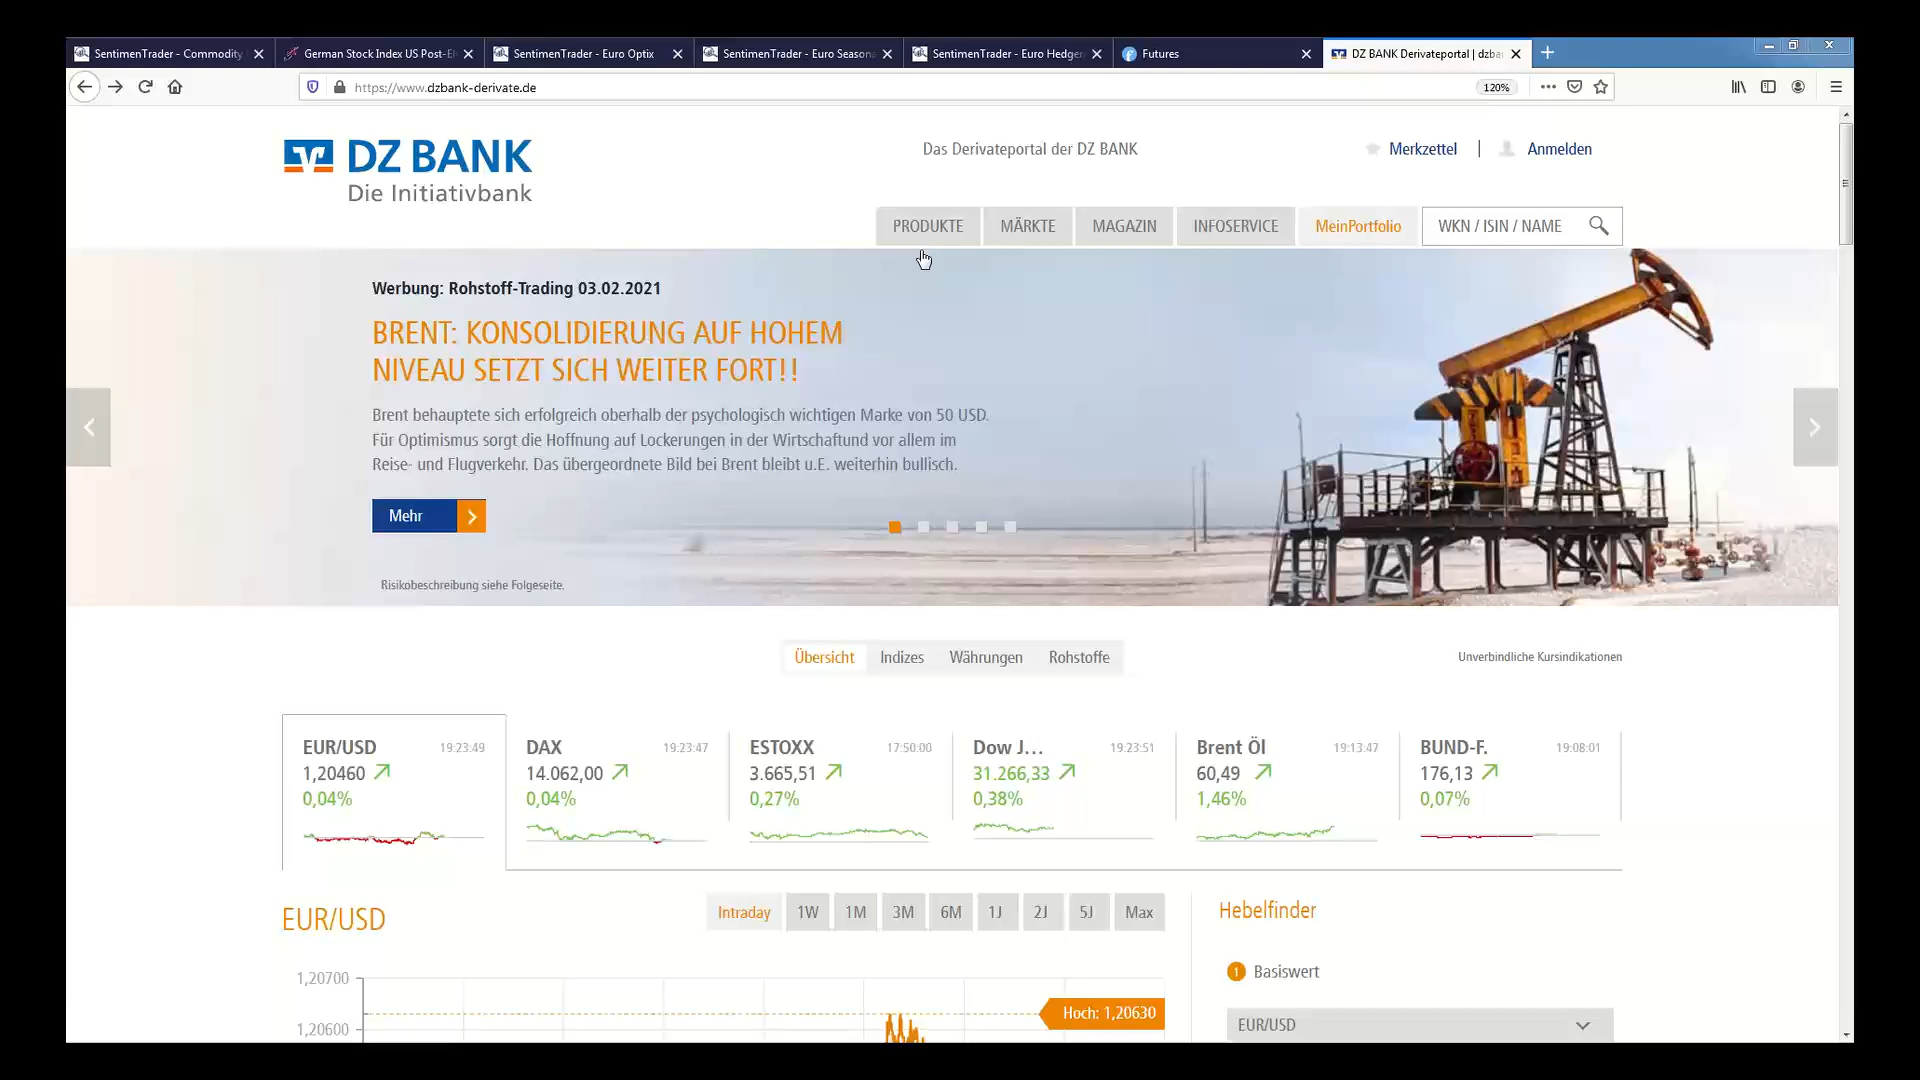 SentimenTrader - Commodity
German Stock Index US Post-El
SentimenTrader - Euro Optix
SentimenTrader - Euro Season
SentimenTrader - Euro Hedger
Futures
DZ BANK Derivateportal | dzba
https://www.dzbank-derivate.de
120%
DZ BANK
Die Initiativbank
Das Derivateportal der DZ BANK
Merkzettel
Anmelden
PRODUKTE
MÄRKTE
MAGAZIN
INFOSERVICE
MeinPortfolio
WKN / ISIN / NAME
Werbung: Rohstoff-Trading 03.02.2021
BRENT: KONSOLIDIERUNG AUF HOHEM
NIVEAU SETZT SICH WEITER FORT!!
Brent behauptete sich erfolgreich oberhalb der psychologisch wichtigen Marke von 50 USD.
Für Optimismus sorgt die Hoffnung auf Lockerungen in der Wirtschaftund vor allem im
Reise- und Flugverkehr. Das übergeordnete Bild bei Brent bleibt u.E. weiterhin bullisch.
Mehr
Risikobeschreibung siehe Folgeseite.
Übersicht
Indizes
Währungen
Rohstoffe
Unverbindliche Kursindikationen
EUR/USD 19:23:49
1,20460
0,04%
DAX 19:23:47
14.062,00
0,04%
ESTOXX 17:50:00
3.665,51
0,27%
Dow J... 19:23:51
31.266,33
0,38%
Brent Öl 19:13:47
60,49
1,46%
BUND-F. 19:08:01
176,13
0,07%
EUR/USD
Intraday
1W
1M
3M
6M
1J
2J
5J
Max
Hebelfinder
1 Basiswert
EUR/USD
1,20700
Hoch: 1,20630
1,20600